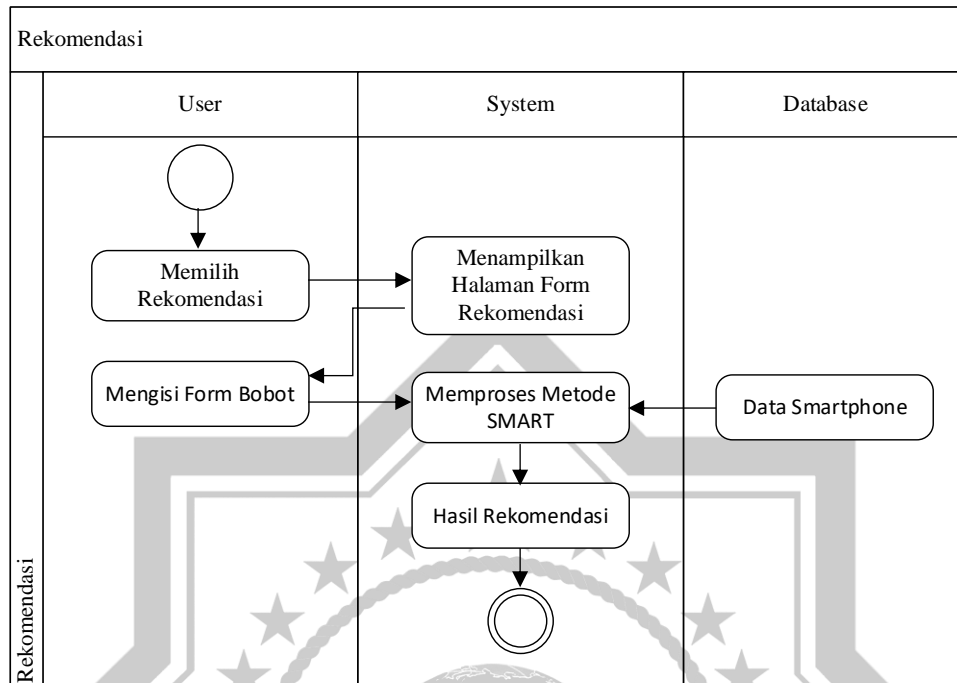 Rekomendasi
User
System
Database
Memilih
Rekomendasi
Menampilkan
Halaman Form
Rekomendasi
Mengisi Form Bobot
Memproses Metode
SMART
Data Smartphone
Hasil Rekomendasi
Rekomendasi